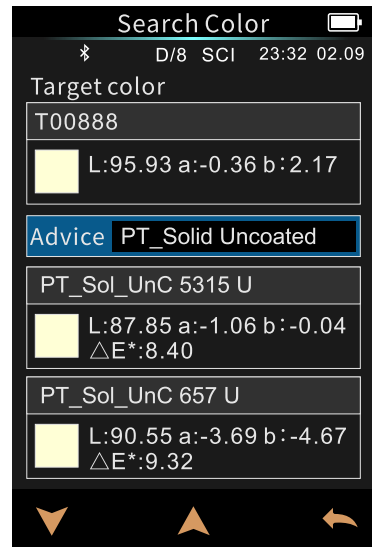 Search Color
D/8 SCI 23:32 02.09
Target color
T00888
L:95.93 a:-0.36 b:2.17
Advice PT_Solid Uncoated
PT_Sol_UnC 5315 U
L:87.85 a:-1.06 b:-0.04
△E*:8.40
PT_Sol_UnC 657 U
L:90.55 a:-3.69 b:-4.67
△E*:9.32